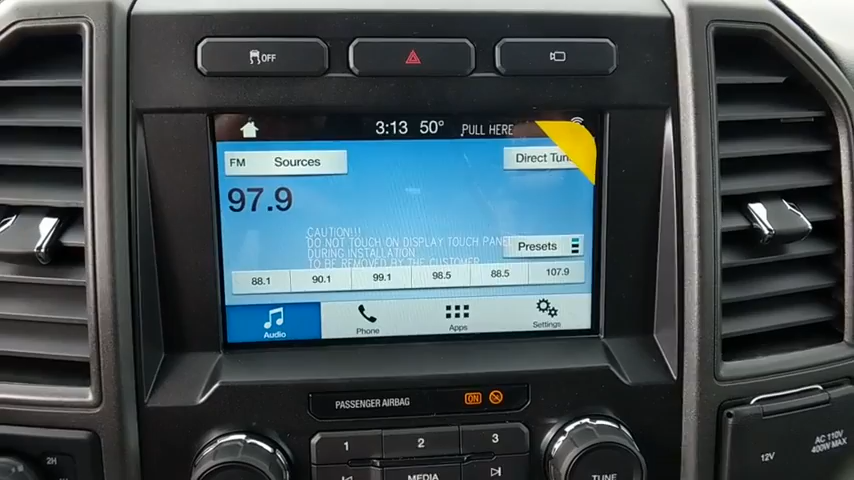 OFF
3:13 50° PULL HERE
FM Sources
Direct Tun
97.9
CAUTION!!!
DO NOT TOUCH ON DISPLAY TOUCH PANEL
DURING INSTALLATION
TO BE REMOVED BY THE CUSTOMER
Presets
88.1 90.1 99.1 98.5 88.5 107.9
Audio Phone Apps Settings
PASSENGER AIRBAG ON
1 2 3
MEDIA
TUNE
2H
12V
AC 110V
400W MAX